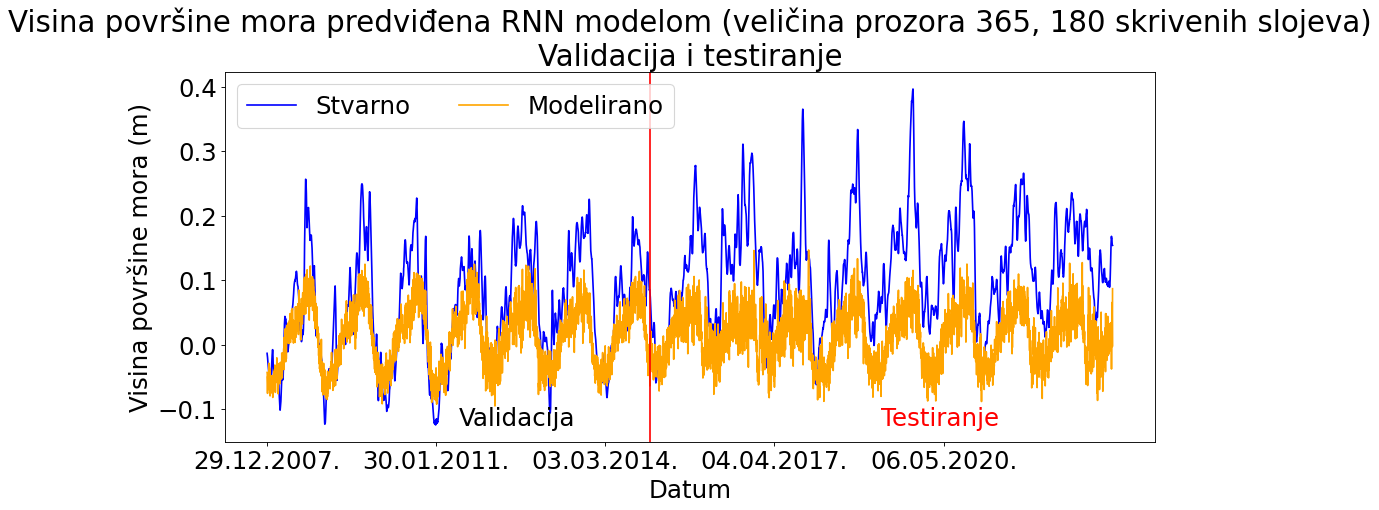 Visina površine mora predviđena RNN modelom (veličina prozora 365, 180 skrivenih slojeva)
Validacija i testiranje
Stvarno
Modelirano
Visina površine mora (m)
0.4
0.3
0.2
0.1
0.0
−0.1
Validacija
Testiranje
29.12.2007.
30.01.2011.
03.03.2014.
04.04.2017.
06.05.2020.
Datum